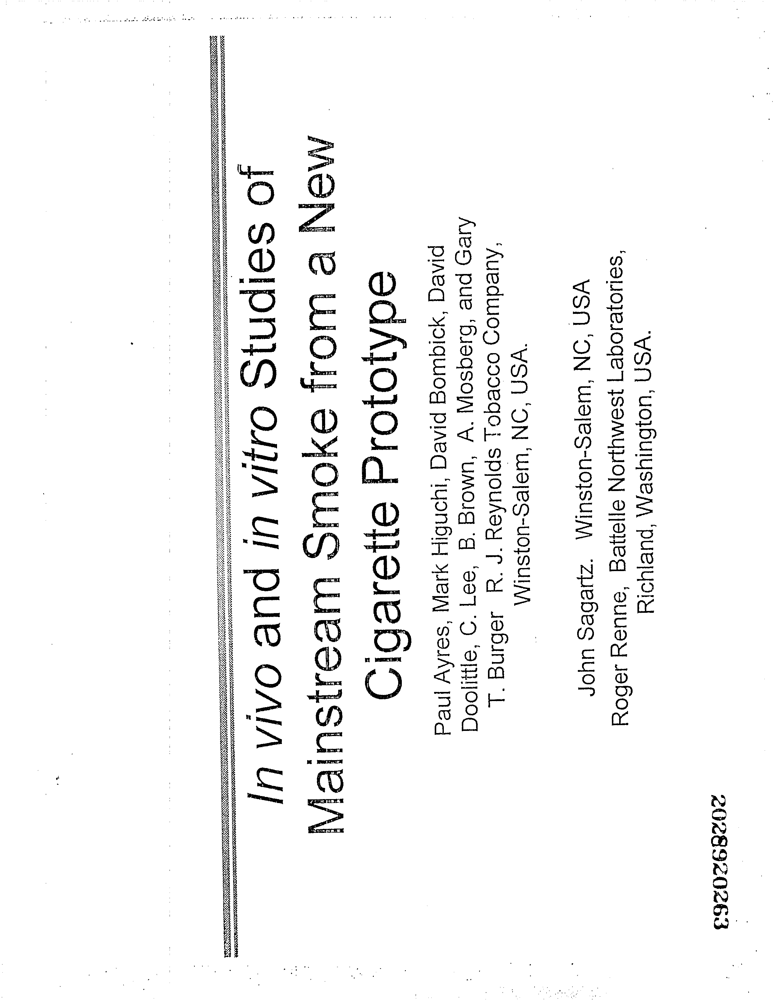 In vivo and in vitro Studies of
Mainstream Smoke from a New
Cigarette Prototype
Paul Ayres, Mark Higuchi, David Bombick, David
Doolittle, C. Lee, B. Brown, A. Mosberg, and Gary
T. Burger R. J. Reynolds Tobacco Company,
Winston-Salem, NC, USA.
John Sagartz. Winston-Salem, NC, USA
Roger Renne, Battelle Northwest Laboratories,
Richland, Washington, USA.
2028920263